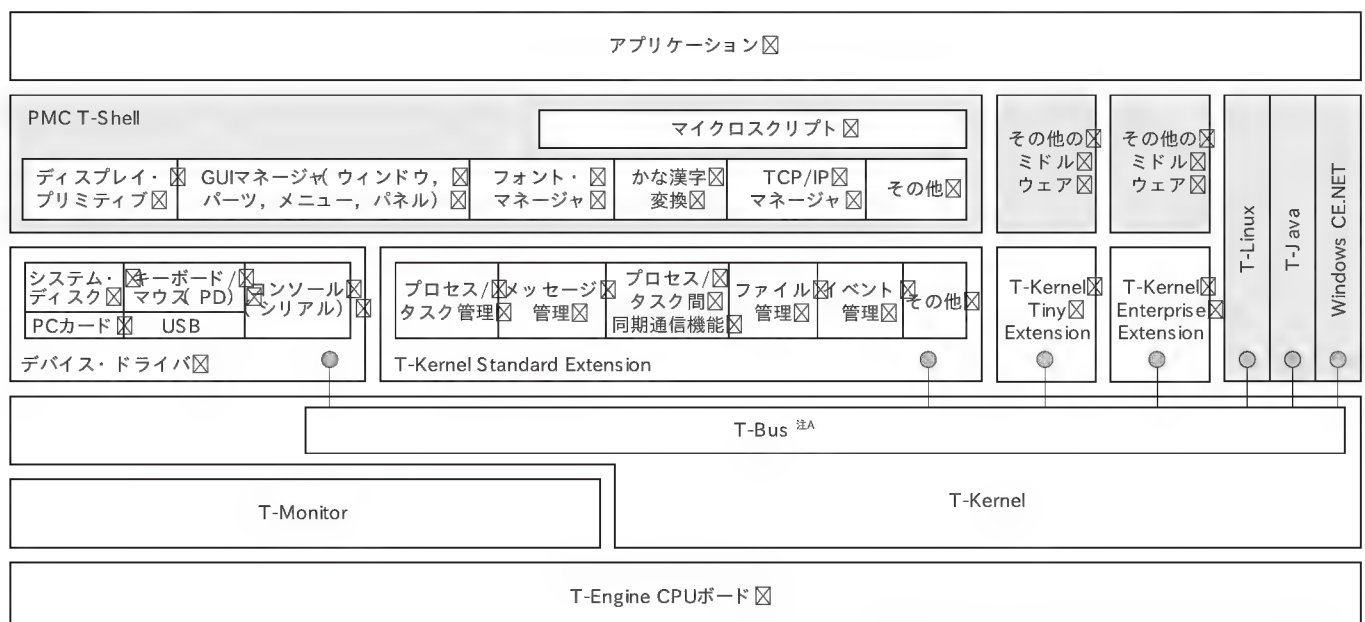 アプリケーション
PMC T-Shell
マイクロスクリプト
ディスプレイ・
プリミティブ
GUIマネージャ(ウィンドウ,
パーツ,メニュー,パネル)
フォント・
マネージャ
かな漢字
変換
TCP/IP
マネージャ
その他
その他の
ミドル
ウェア
その他の
ミドル
ウェア
T-Linux
T-Java
Windows CE.NET
システム・
ディスク
キーボード/
マウス(PD)
コンソール
(シリアル)
PCカード
USB
デバイス・ドライバ
プロセス/
タスク管理
メッセージ
管理
プロセス/
タスク間
同期通信機能
ファイル
管理
イベント
管理
その他
T-Kernel Standard Extension
T-Kernel
Tiny
Extension
T-Kernel
Enterprise
Extension
T-Bus 注A
T-Monitor
T-Kernel
T-Engine CPUボード